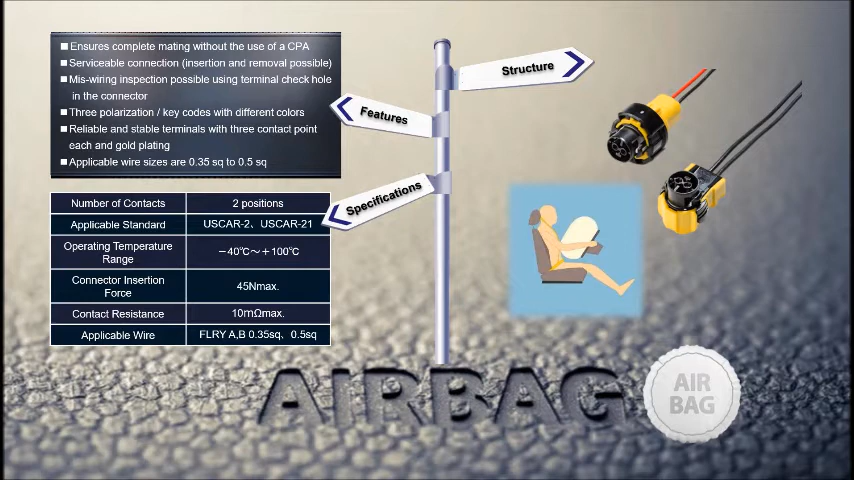 ■Ensures complete mating without the use of a CPA
■Serviceable connection (insertion and removal possible)
■Mis-wiring inspection possible using terminal check hole
in the connector
■Three polarization / key codes with different colors
■Reliable and stable terminals with three contact point
each and gold plating
■Applicable wire sizes are 0.35 sq to 0.5 sq
Structure
Features
Specifications
Number of Contacts 2 positions
Applicable Standard USCAR-2、USCAR-21
Operating Temperature
Range
－40℃～＋100℃
Connector Insertion
Force
45Nmax.
Contact Resistance 10mΩmax.
Applicable Wire FLRY A,B 0.35sq、0.5sq
AIRBAG
AIR
BAG